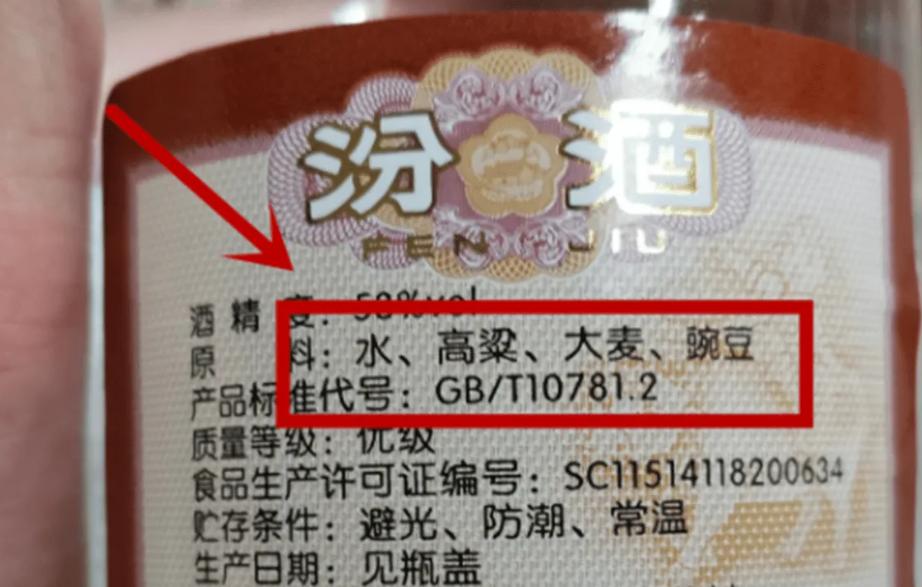 汾酒
FEN JIU
酒精度：53%vol
原料：水、高粱、大麦、豌豆
产品标准代号：GB/T10781.2
质量等级：优级
食品生产许可证编号：SC11514118200634
贮存条件：避光、防潮、常温
生产日期：见瓶盖